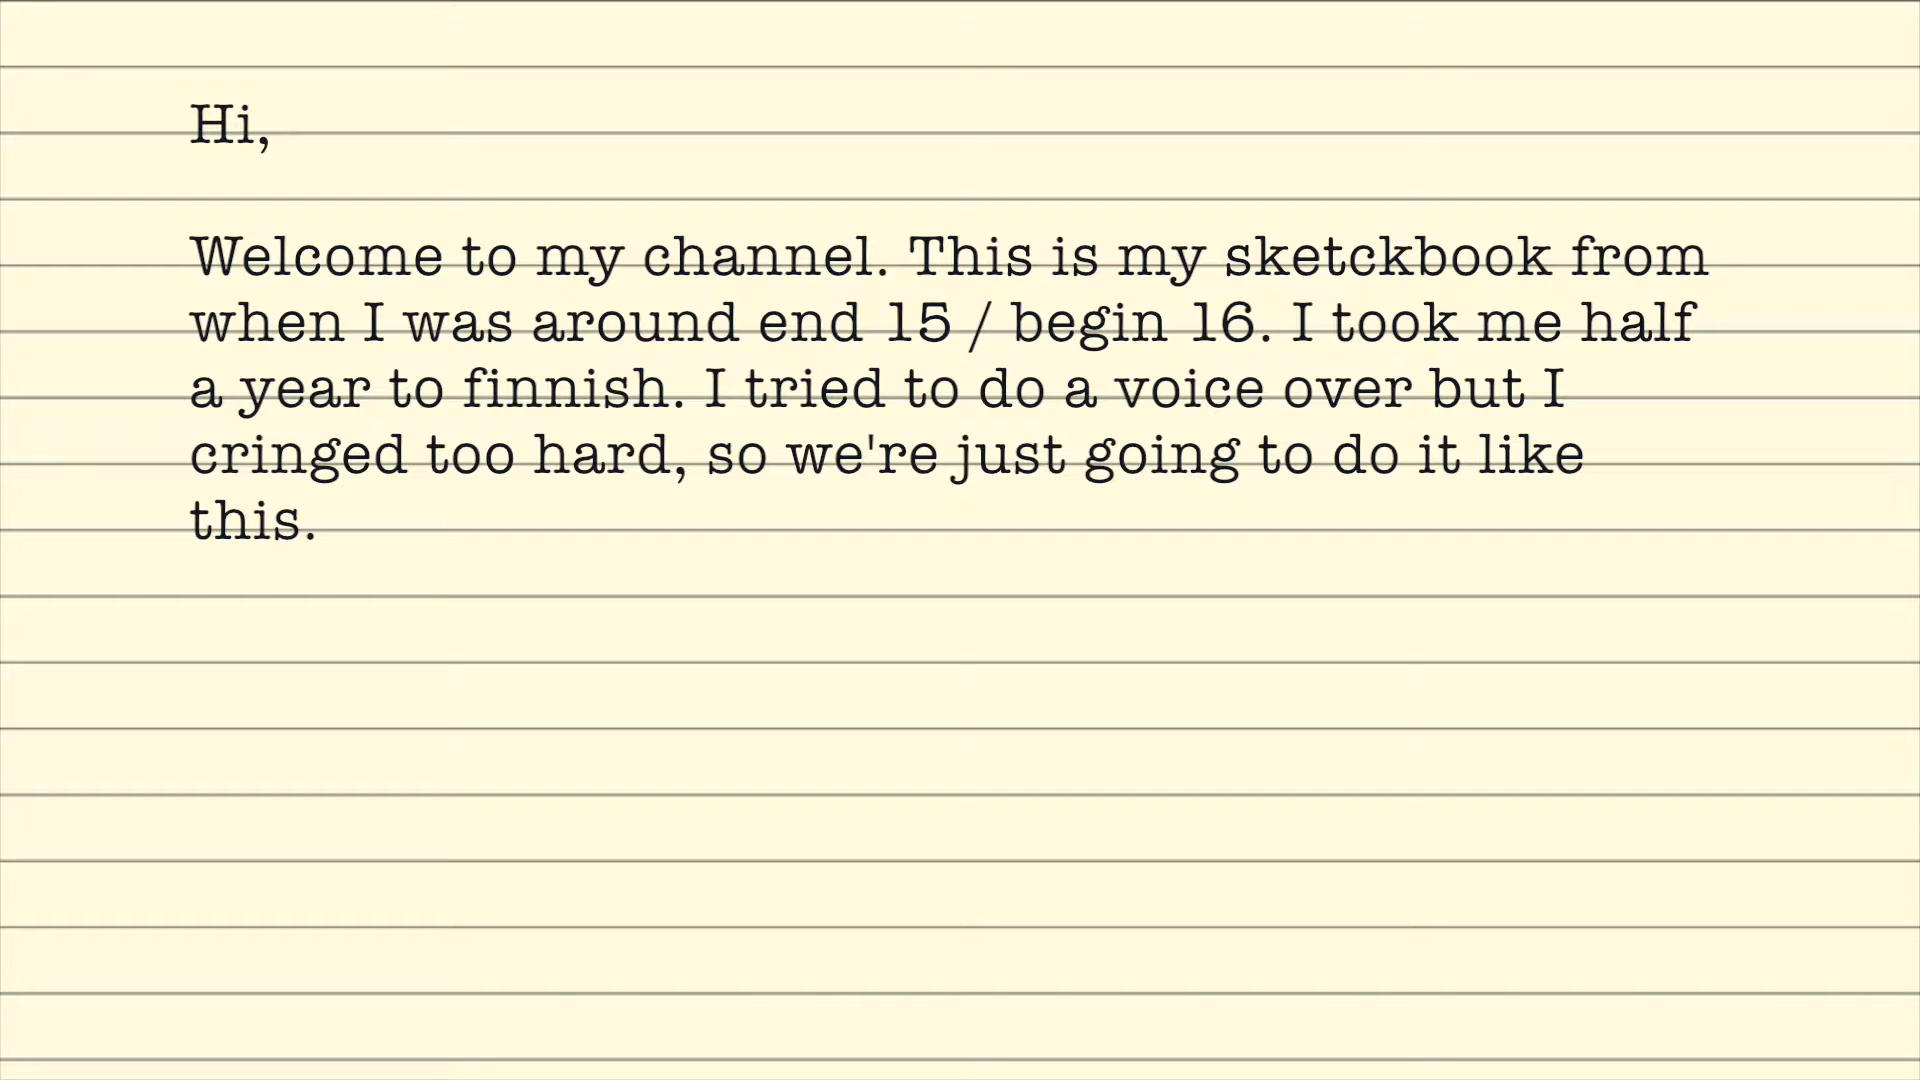 Hi,
Welcome to my channel. This is my sketckbook from
when I was around end 15 / begin 16. I took me half
a year to finnish. I tried to do a voice over but I
cringed too hard, so we're just going to do it like
this.